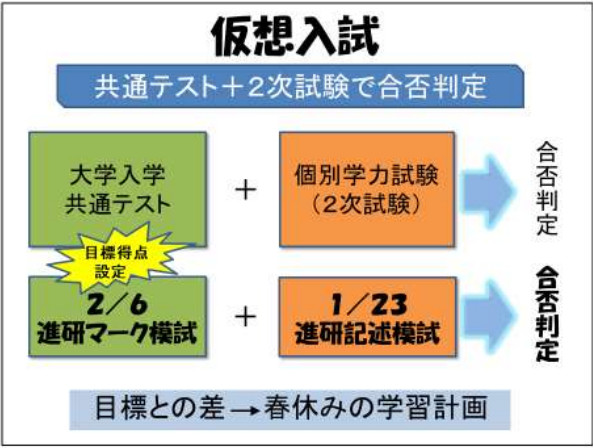 仮想入試
共通テスト＋２次試験で合否判定
大学入学
共通テスト
＋
個別学力試験
（２次試験）
合否判定
目標得点
設定
２／６
進研マーク模試
＋
１／２３
進研記述模試
合否判定
目標との差→春休みの学習計画